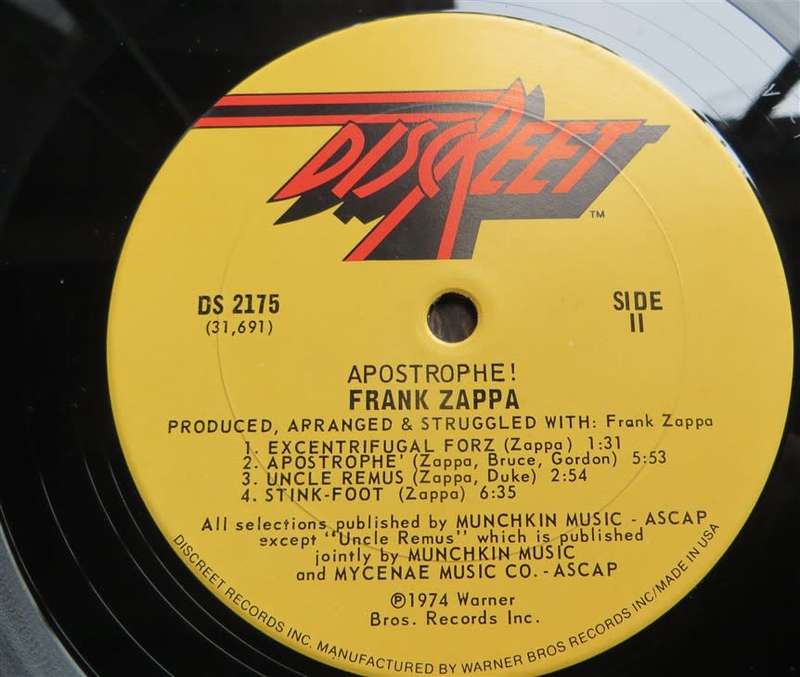 DISCREET
TM
DS 2175
(31,691)
SIDE
II
APOSTROPHE!
FRANK ZAPPA
PRODUCED, ARRANGED & STRUGGLED WITH: Frank Zappa
1. EXCENTRIFUGAL FORZ (Zappa) 1:31
2. APOSTROPHE' (Zappa, Bruce, Gordon) 5:53
3. UNCLE REMUS (Zappa, Duke) 2:54
4. STINK-FOOT (Zappa) 6:35
All selections published by MUNCHKIN MUSIC - ASCAP
except "Uncle Remus" which is published
jointly by MUNCHKIN MUSIC
and MYCENAE MUSIC CO. - ASCAP
℗1974 Warner
Bros. Records Inc.
DISCREET RECORDS INC. MANUFACTURED BY WARNER BROS RECORDS INC/MADE IN USA